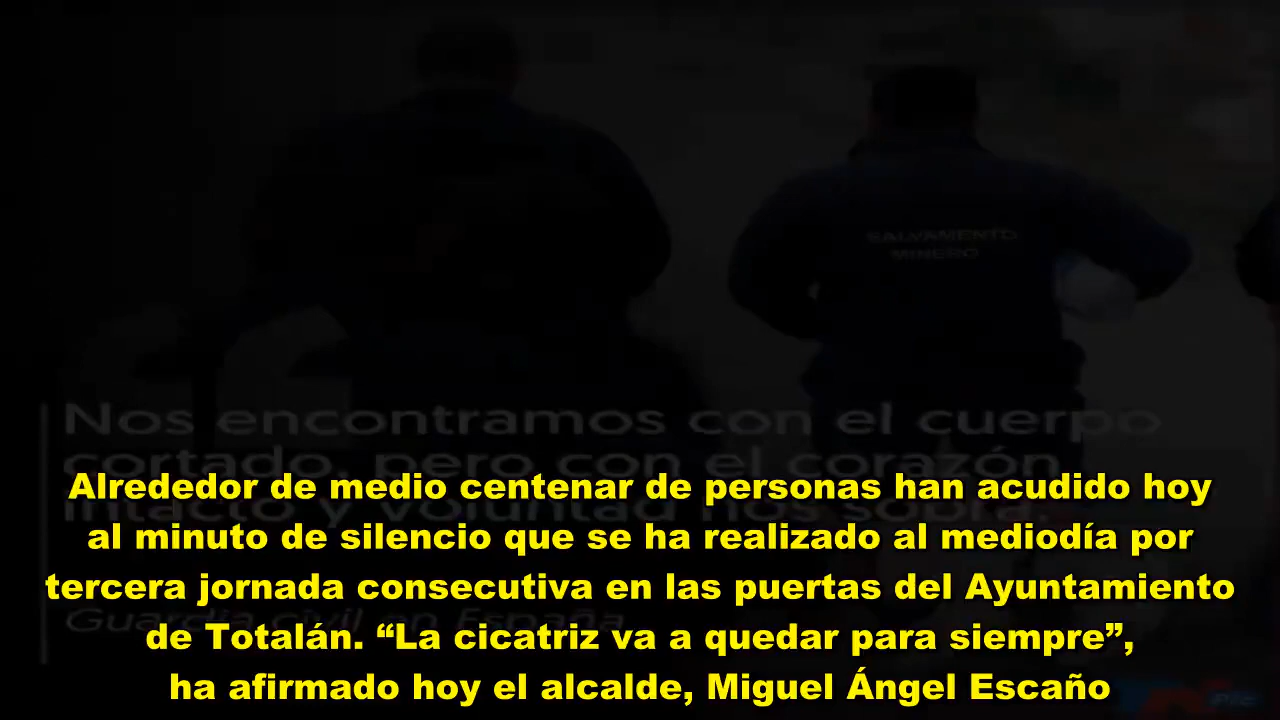 SALVAMENTO
MINERO
Nos encontramos con el cuerpo
cortado, pero con el corazón
intacto y voluntad nos sobra.
Alrededor de medio centenar de personas han acudido hoy
al minuto de silencio que se ha realizado al mediodía por
tercera jornada consecutiva en las puertas del Ayuntamiento
Guardia civil en España
de Totalán. “La cicatriz va a quedar para siempre”,
ha afirmado hoy el alcalde, Miguel Ángel Escaño